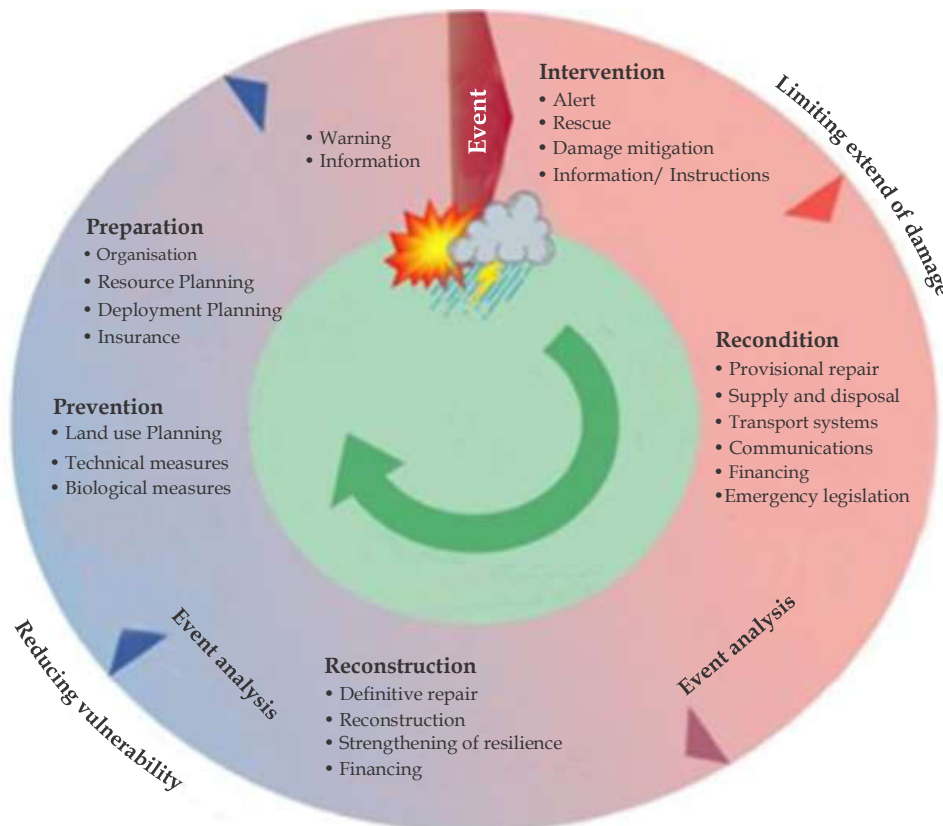 Event
Intervention
• Alert
• Rescue
• Damage mitigation
• Information/ Instructions
Limiting extend of damage
Recondition
• Provisional repair
• Supply and disposal
• Transport systems
• Communications
• Financing
•Emergency legislation
Event analysis
Reconstruction
• Definitive repair
• Reconstruction
• Strengthening of resilience
• Financing
Event analysis
Reducing vulnerability
Prevention
• Land use Planning
• Technical measures
• Biological measures
Preparation
• Organisation
• Resource Planning
• Deployment Planning
• Insurance
• Warning
• Information